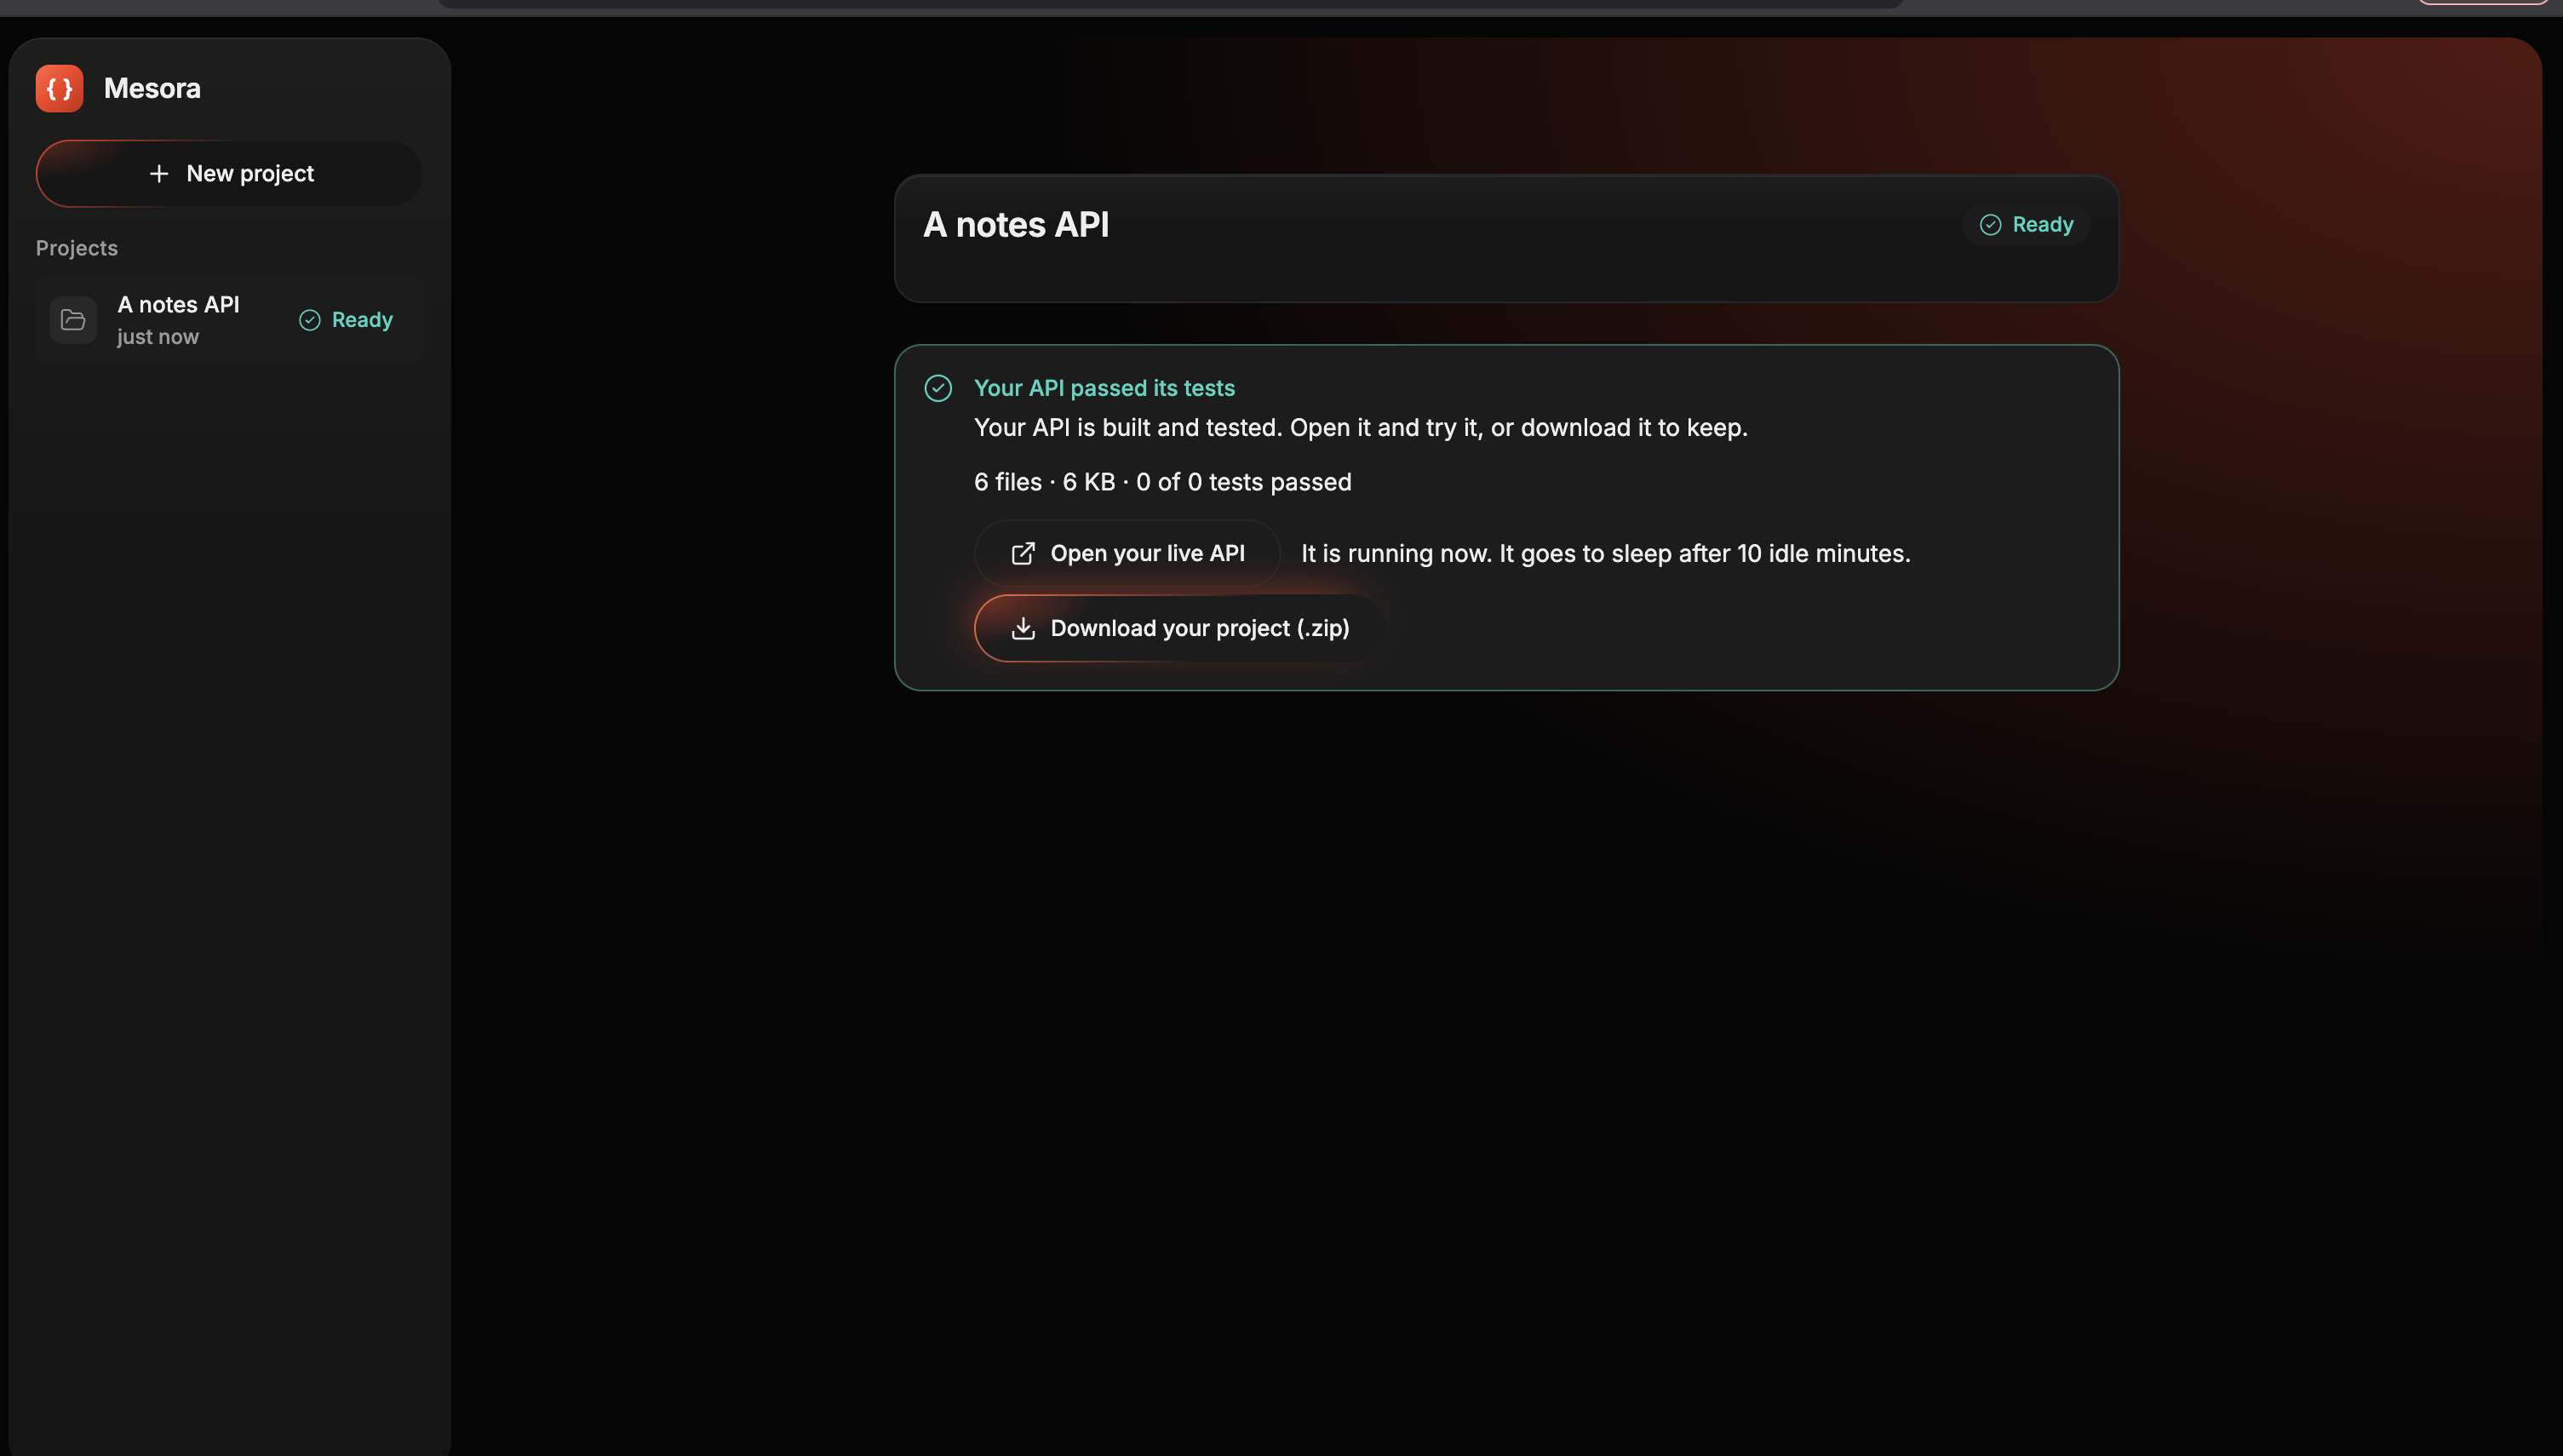 { } Mesora
+ New project
Projects
A notes API
just now
Ready
A notes API
Ready
Your API passed its tests
Your API is built and tested. Open it and try it, or download it to keep.
6 files · 6 KB · 0 of 0 tests passed
Open your live API
It is running now. It goes to sleep after 10 idle minutes.
Download your project (.zip)